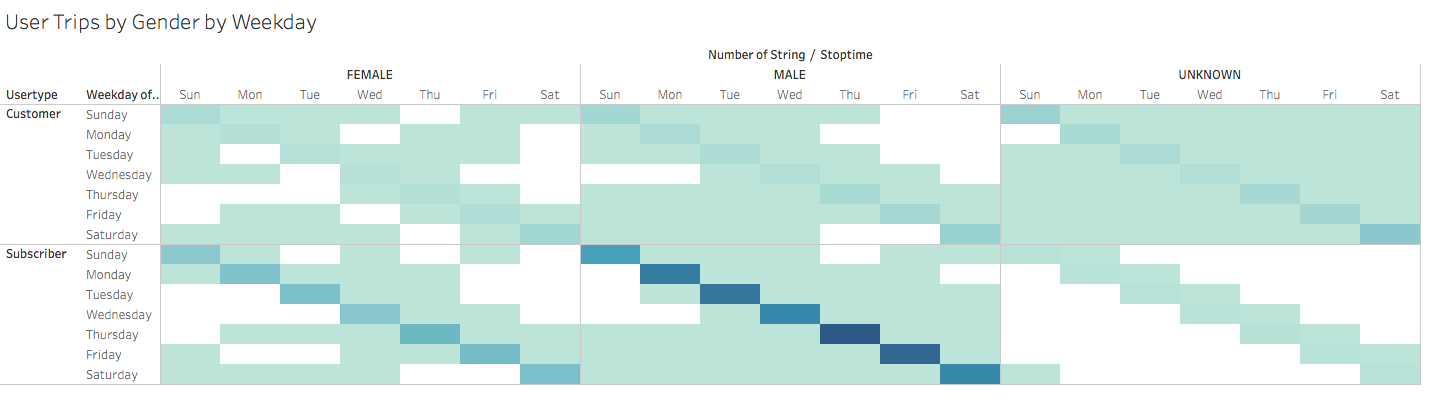 User Trips by Gender by Weekday
Number of String / Stoptime
FEMALE MALE UNKNOWN
Usertype Weekday of.. Sun Mon Tue Wed Thu Fri Sat Sun Mon Tue Wed Thu Fri Sat Sun Mon Tue Wed Thu Fri Sat
Customer Sunday
Monday
Tuesday
Wednesday
Thursday
Friday
Saturday
Subscriber Sunday
Monday
Tuesday
Wednesday
Thursday
Friday
Saturday